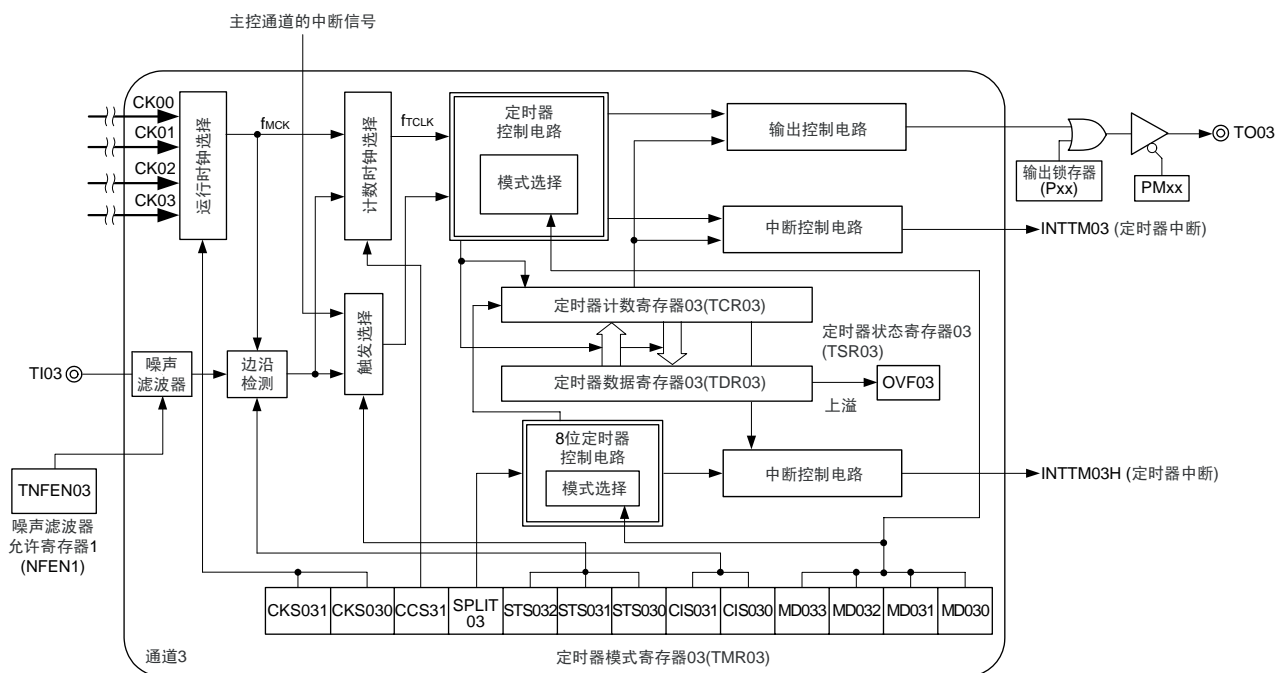 主控通道的中断信号
CK00
CK01
CK02
CK03
运行时钟选择
fMCK
计数时钟选择
fTCLK
定时器
控制电路
模式选择
输出控制电路
输出锁存器
(Pxx)
PMxx
TO03
中断控制电路
INTTM03 (定时器中断)
触发选择
定时器计数寄存器03(TCR03)
定时器状态寄存器03
(TSR03)
TI03
噪声
滤波器
边沿
检测
定时器数据寄存器03(TDR03)
OVF03
上溢
8位定时器
控制电路
模式选择
中断控制电路
INTTM03H (定时器中断)
TNFEN03
噪声滤波器
允许寄存器1
(NFEN1)
CKS031
CKS030
CCS31
SPLIT
03
STS032
STS031
STS030
CIS031
CIS030
MD033
MD032
MD031
MD030
通道3
定时器模式寄存器03(TMR03)